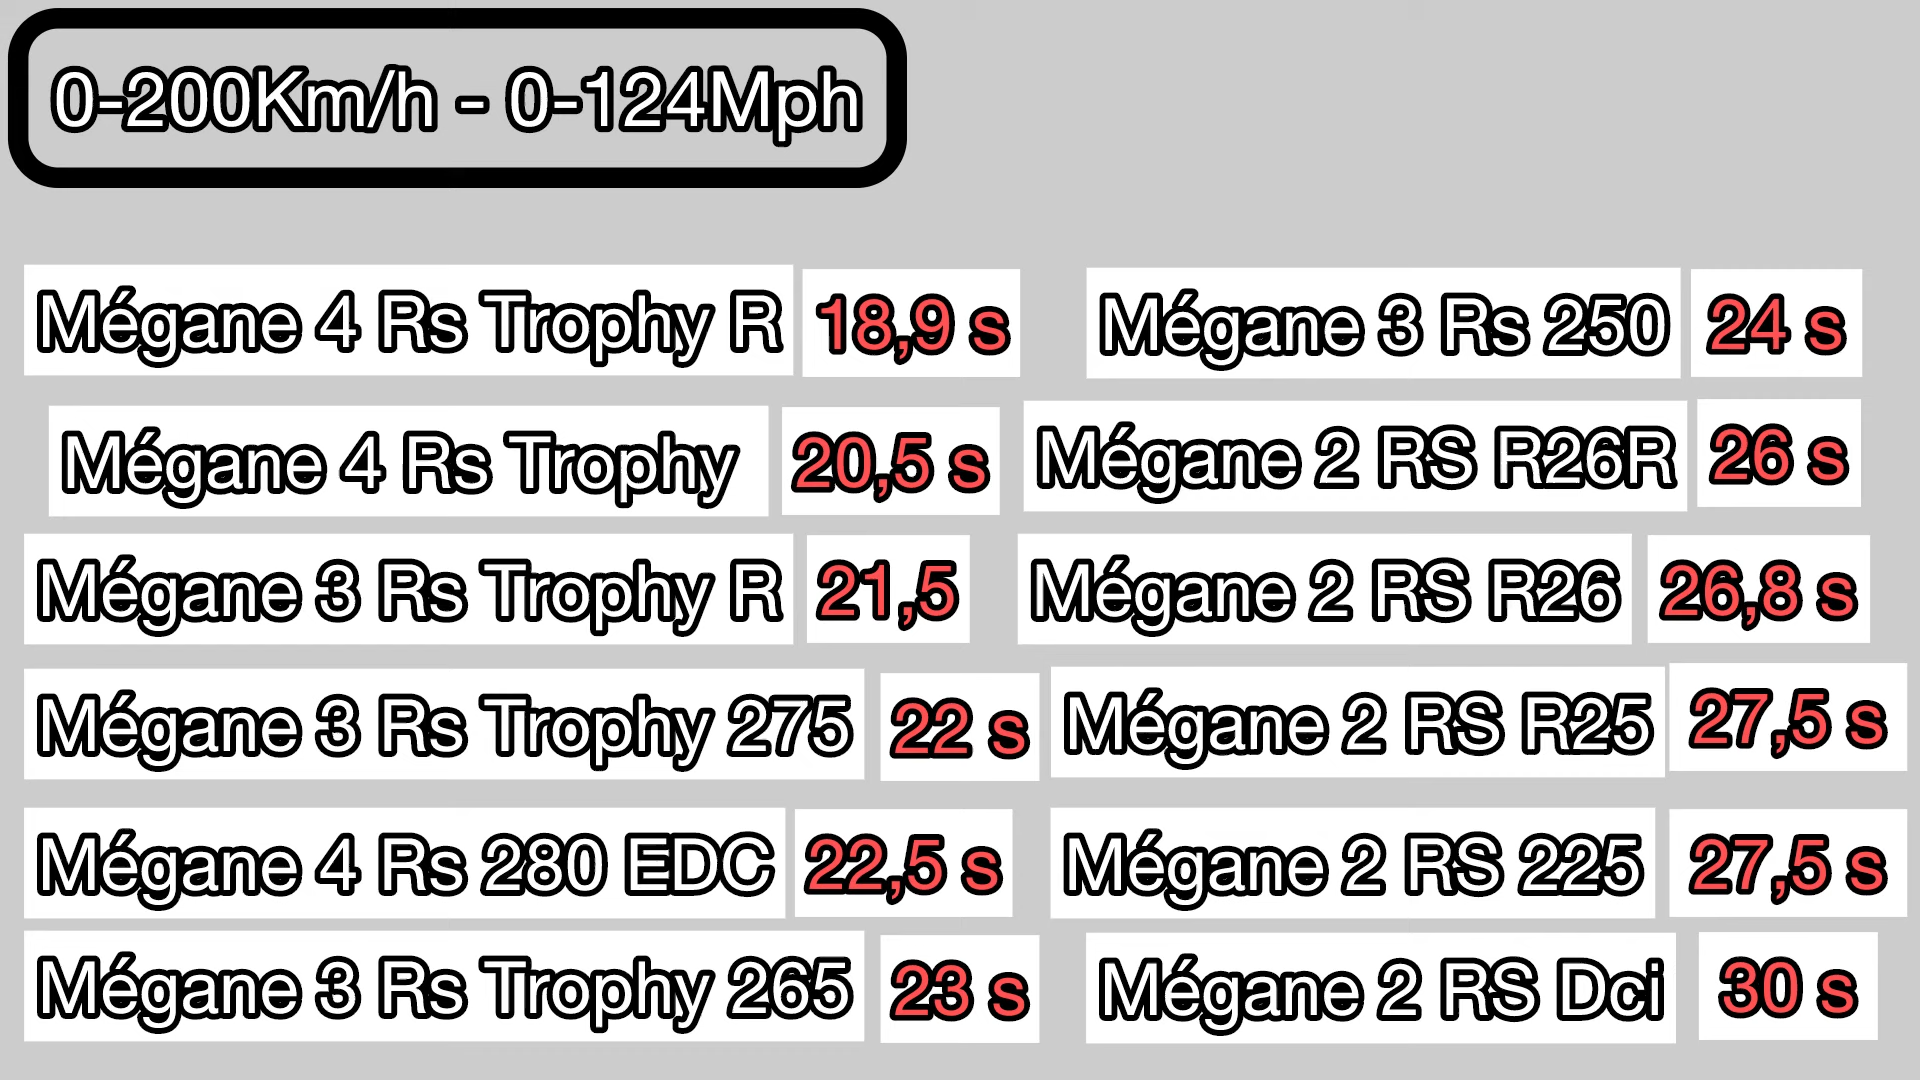 0-200Km/h - 0-124Mph
Mégane 4 Rs Trophy R 18,9 s
Mégane 4 Rs Trophy 20,5 s
Mégane 3 Rs Trophy R 21,5
Mégane 3 Rs Trophy 275 22 s
Mégane 4 Rs 280 EDC 22,5 s
Mégane 3 Rs Trophy 265 23 s
Mégane 3 Rs 250 24 s
Mégane 2 RS R26R 26 s
Mégane 2 RS R26 26,8 s
Mégane 2 RS R25 27,5 s
Mégane 2 RS 225 27,5 s
Mégane 2 RS Dci 30 s